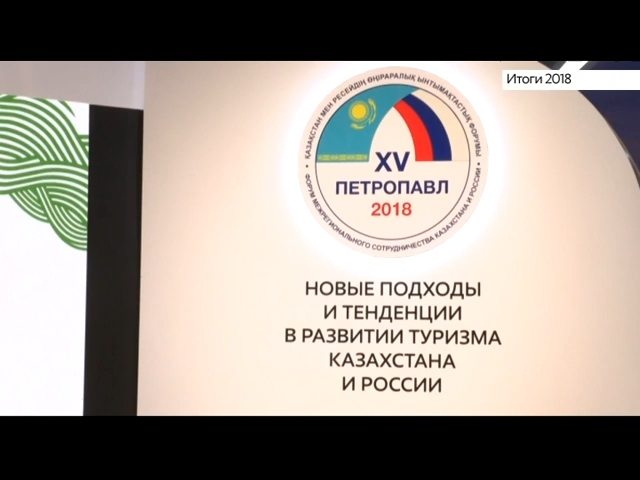 Итоги 2018
ҚАЗАҚСТАН МЕН РЕСЕЙДІҢ ӨҢІРАРАЛЫҚ ЫНТЫМАҚТАСТЫҚ ФОРУМЫ
XV
ПЕТРОПАВЛ
2018
ФОРУМ МЕЖРЕГИОНАЛЬНОГО СОТРУДНИЧЕСТВА КАЗАХСТАНА И РОССИИ
НОВЫЕ ПОДХОДЫ
И ТЕНДЕНЦИИ
В РАЗВИТИИ ТУРИЗМА
КАЗАХСТАНА
И РОССИИ